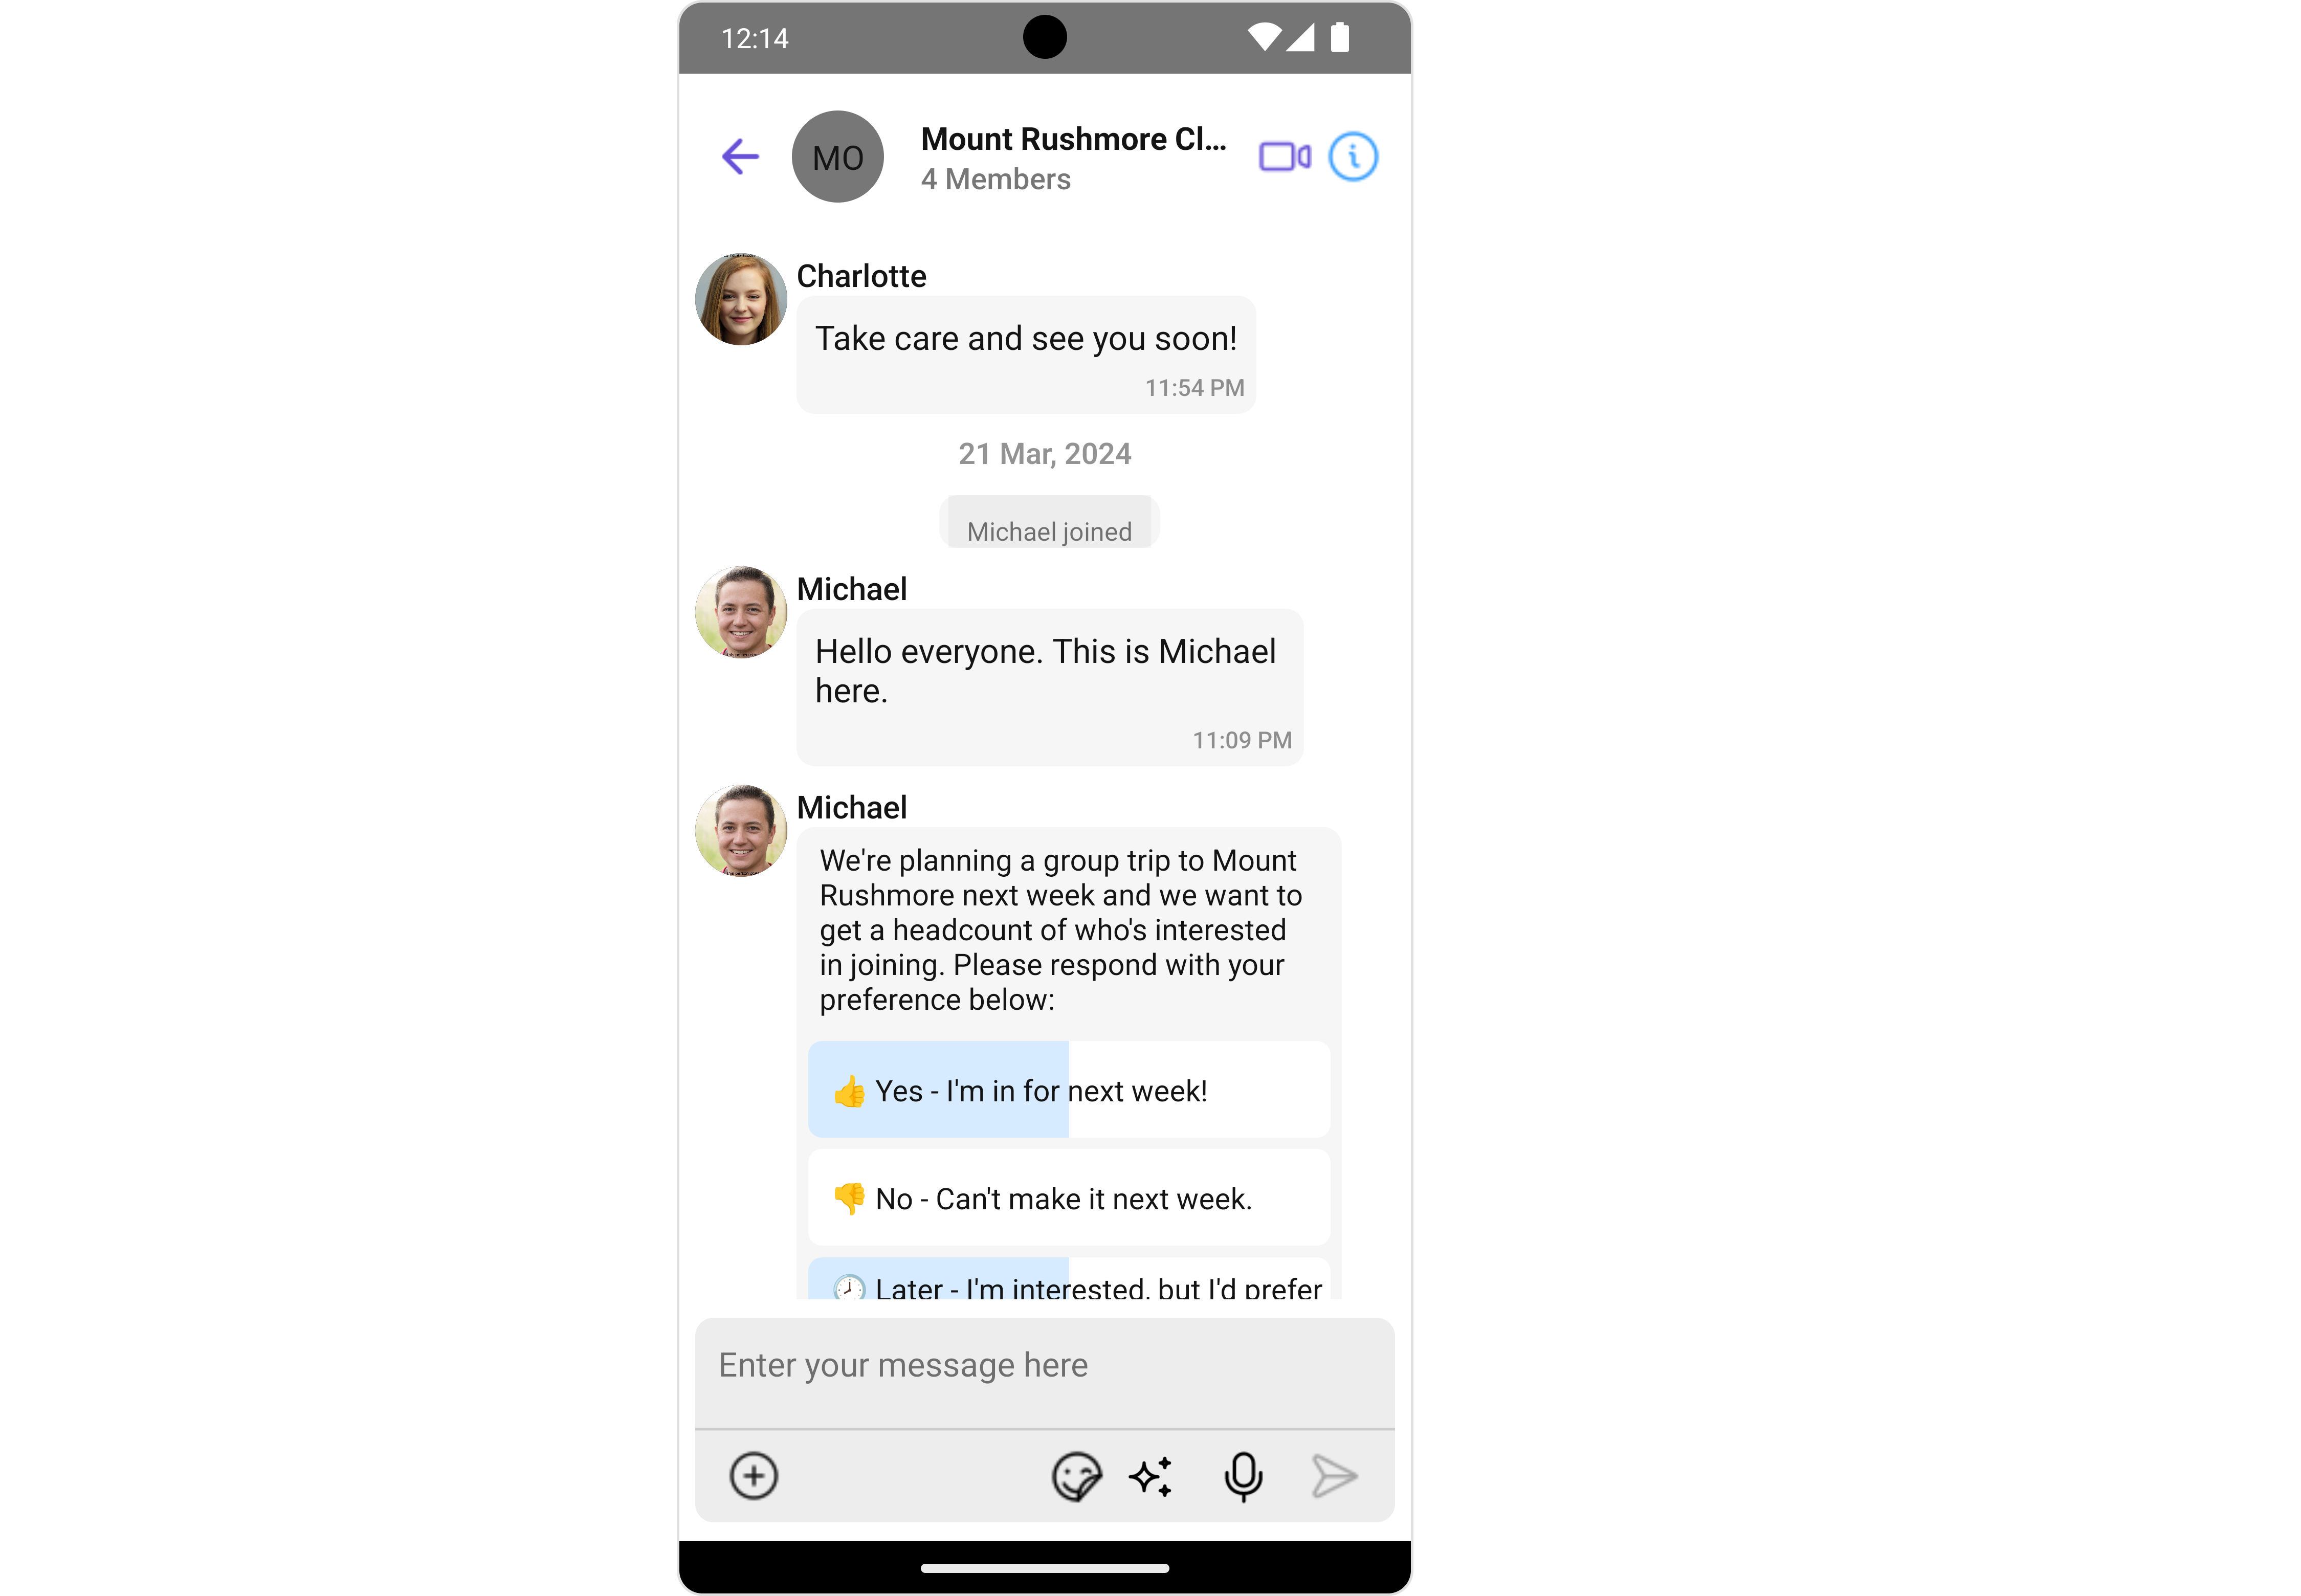 12:14
MO
Mount Rushmore Cl...
4 Members
Charlotte
Take care and see you soon!
11:54 PM
21 Mar, 2024
Michael joined
Michael
Hello everyone. This is Michael
here.
11:09 PM
Michael
We're planning a group trip to Mount
Rushmore next week and we want to
get a headcount of who's interested
in joining. Please respond with your
preference below:
👍 Yes - I'm in for next week!
👎 No - Can't make it next week.
🕗 Later - I'm interested, but I'd prefer
Enter your message here